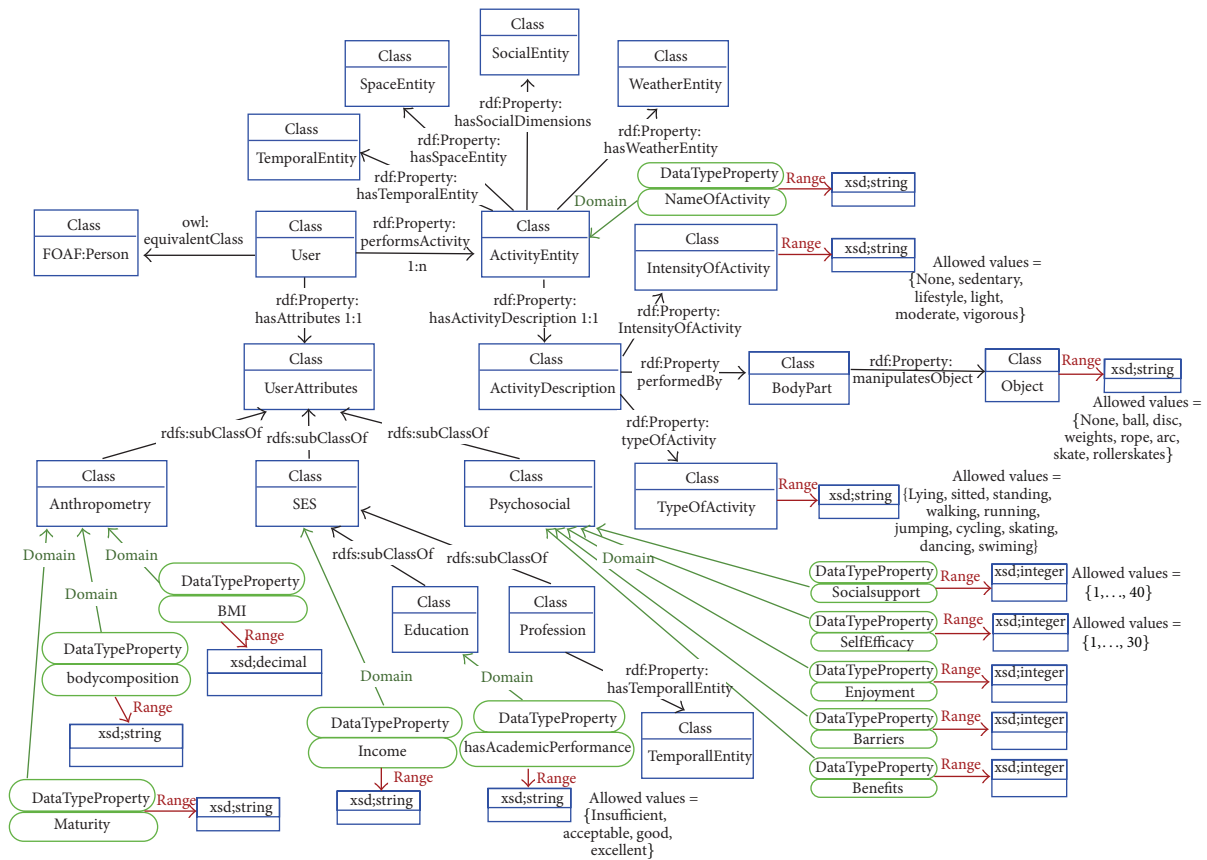 Class
SocialEntity
Class
SpaceEntity
Class
WeatherEntity
rdf:Property:
hasSocialDimensions
Class
TemporalEntity
rdf:Property:
hasSpaceEntity
rdf:Property:
hasWeatherEntity
rdf:Property:
hasTemporalEntity
DataTypeProperty
NameOfActivity
Range
xsd;string
Domain
Class
FOAF:Person
owl:
equivalentClass
Class
User
rdf:Property:
performsActivity
1:n
Class
ActivityEntity
Class
IntensityOfActivity
Range
xsd;string
Allowed values =
{None, sedentary,
lifestyle, light,
moderate, vigorous}
rdf:Property:
hasAttributes 1:1
rdf:Property:
hasActivityDescription 1:1
rdf:Property:
IntensityOfActivity
Class
UserAttributes
Class
ActivityDescription
rdf:Property
performedBy
Class
BodyPart
rdf:Property:
manipulatesObject
Class
Object
Range
xsd;string
Allowed values =
{None, ball, disc,
weights, rope, arc,
skate, rollerskates}
rdf:Property:
typeOfActivity
rdfs:subClassOf
rdfs:subClassOf
rdfs:subClassOf
Class
Anthropometry
Class
SES
Class
Psychosocial
Class
TypeOfActivity
Range
xsd;string
Allowed values =
{Lying, sitted, standing,
walking, running,
jumping, cycling, skating,
dancing, swiming}
Domain
Domain
Domain
rdfs:subClassOf
rdfs:subClassOf
Domain
DataTypeProperty
BMI
Range
xsd;decimal
DataTypeProperty
bodycomposition
Range
xsd;string
DataTypeProperty
Maturity
Range
xsd;string
Class
Education
Class
Profession
Domain
Domain
rdf:Property:
hasTemporallEntity
DataTypeProperty
Income
Range
xsd;string
DataTypeProperty
hasAcademicPerformance
Range
xsd;string
Allowed values =
{Insufficient,
acceptable, good,
excellent}
Class
TemporallEntity
DataTypeProperty
Socialsupport
Range
xsd;integer
Allowed values =
{1,..., 40}
DataTypeProperty
SelfEfficacy
Range
xsd;integer
Allowed values =
{1,..., 30}
DataTypeProperty
Enjoyment
Range
xsd;integer
DataTypeProperty
Barriers
Range
xsd;integer
DataTypeProperty
Benefits
Range
xsd;integer